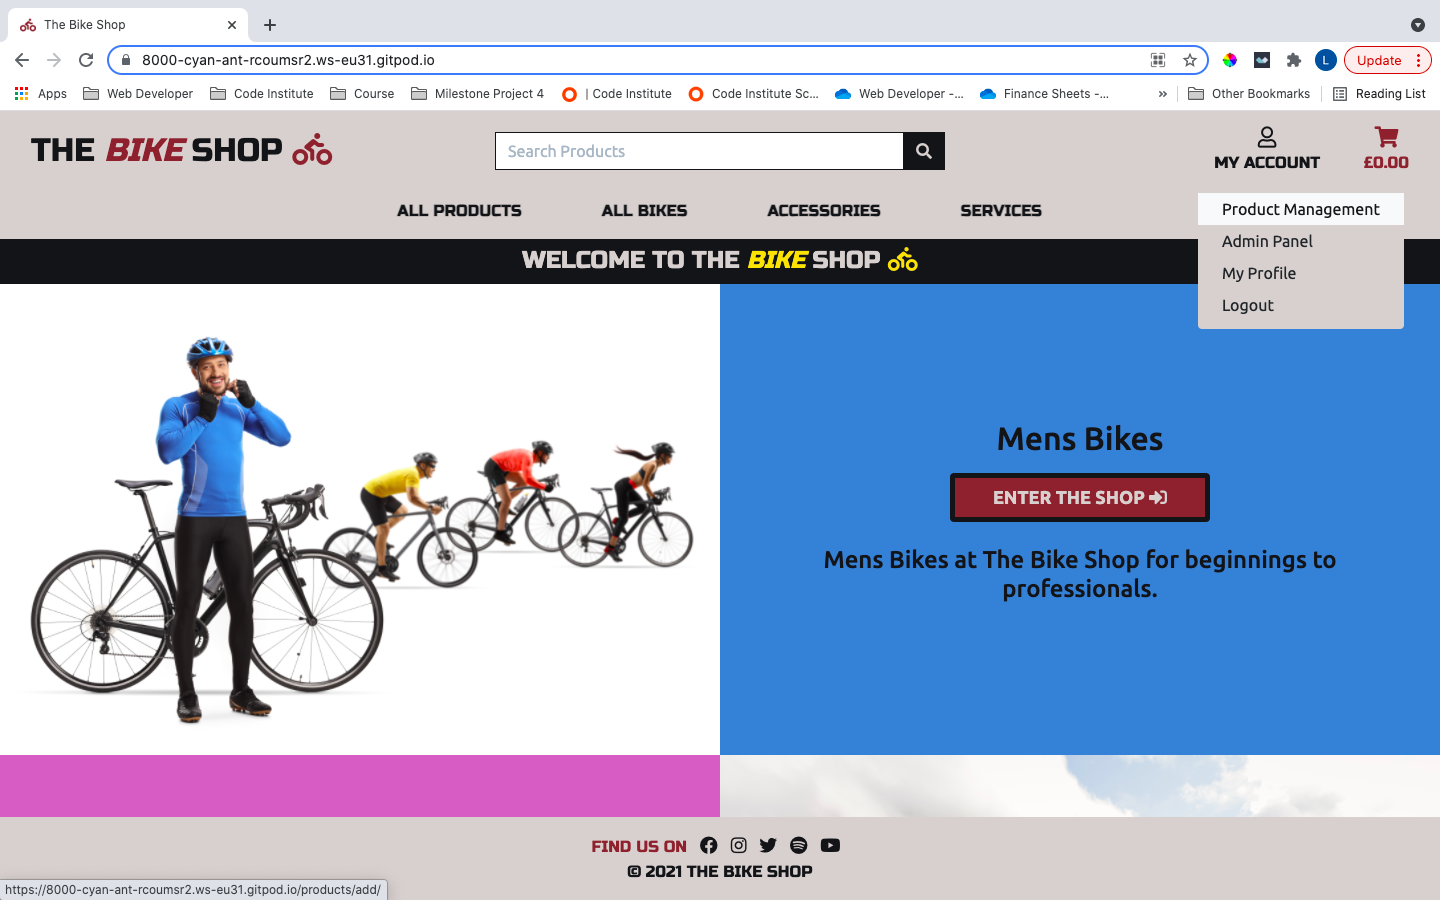 The Bike Shop
8000-cyan-ant-rcoumsr2.ws-eu31.gitpod.io
L
Update
Apps
Web Developer
Code Institute
Course
Milestone Project 4
| Code Institute
Code Institute Sc...
Web Developer -...
Finance Sheets -...
»
Other Bookmarks
Reading List
THE BIKE SHOP
Search Products
MY ACCOUNT
£0.00
ALL PRODUCTS
ALL BIKES
ACCESSORIES
SERVICES
Product Management
Admin Panel
My Profile
Logout
WELCOME TO THE BIKE SHOP
Mens Bikes
ENTER THE SHOP
Mens Bikes at The Bike Shop for beginnings to
professionals.
FIND US ON
© 2021 THE BIKE SHOP
https://8000-cyan-ant-rcoumsr2.ws-eu31.gitpod.io/products/add/